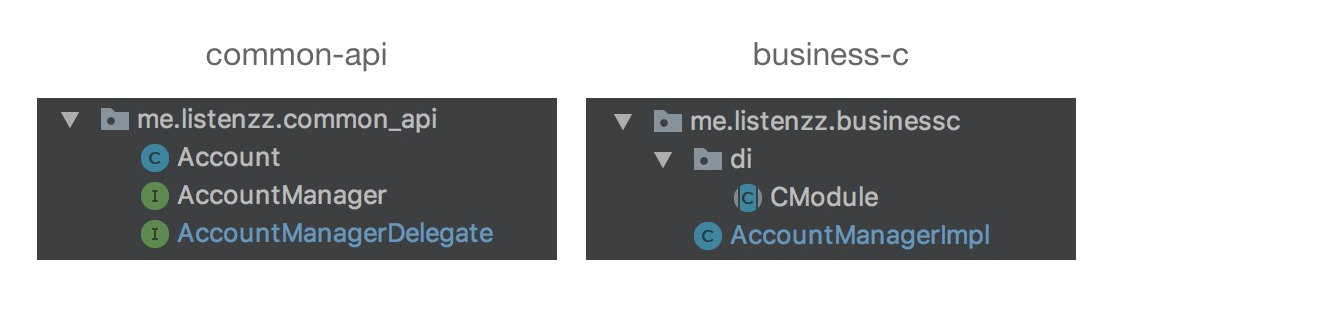 common-api
me.listenzz.common_api
C Account
I AccountManager
I AccountManagerDelegate
business-c
me.listenzz.businessc
di
C CModule
C AccountManagerImpl